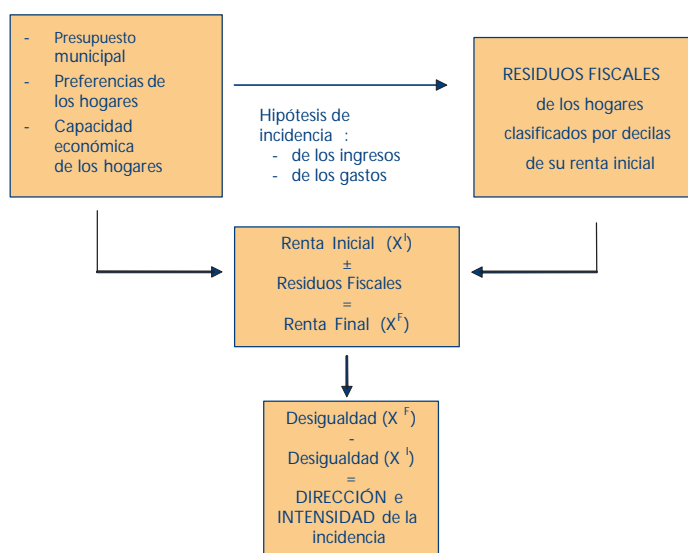 - Presupuesto
municipal
- Preferencias de
los hogares
- Capacidad
económica
de los hogares
Hipótesis de
incidencia :
- de los ingresos
- de los gastos
RESIDUOS FISCALES
de los hogares
clasificados por decilas
de su renta inicial
Renta Inicial (X^I)
±
Residuos Fiscales
=
Renta Final (X^F)
Desigualdad (X ^F)
-
Desigualdad (X ^I)
=
DIRECCIÓN e
INTENSIDAD de la
incidencia